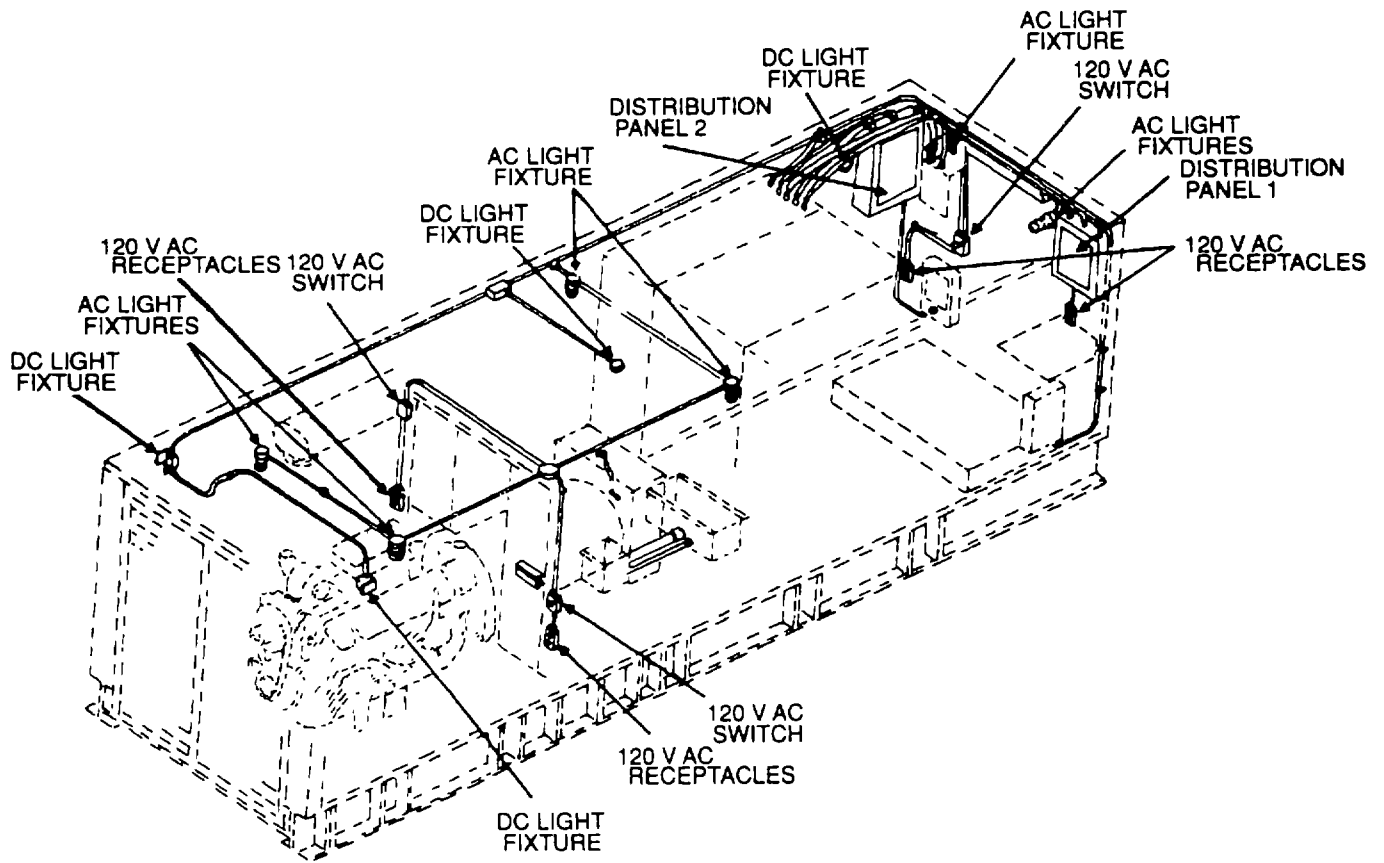 AC LIGHT
FIXTURE
DC LIGHT
FIXTURE
120 V AC
SWITCH
DISTRIBUTION
PANEL 2
AC LIGHT
FIXTURES
DISTRIBUTION
PANEL 1
AC LIGHT
FIXTURE
DC LIGHT
FIXTURE
120 V AC
RECEPTACLES
120 V AC
RECEPTACLES
120 V AC
SWITCH
AC LIGHT
FIXTURES
DC LIGHT
FIXTURE
120 V AC
SWITCH
120 V AC
RECEPTACLES
DC LIGHT
FIXTURE